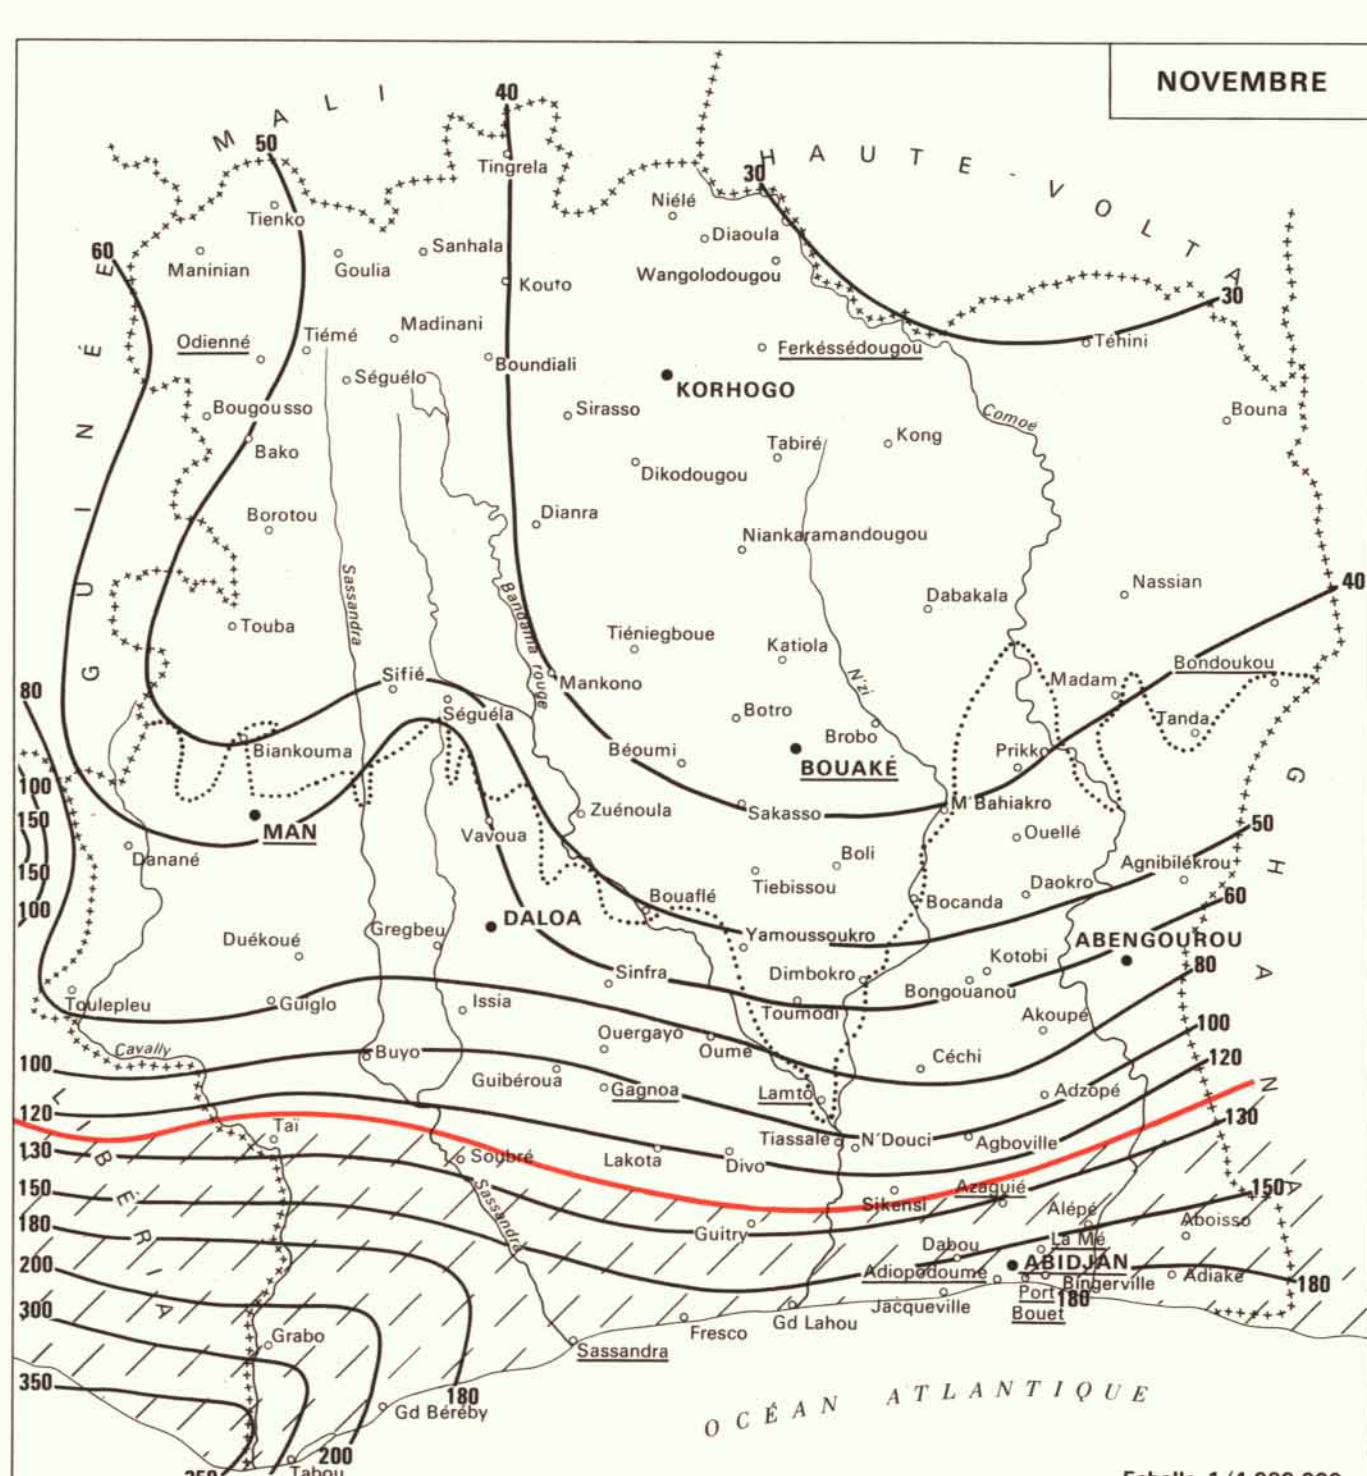 NOVEMBRE
MALI
HAUTE-VOLTA
GUINÉE
LIBÉRIA
GHANA
OCÉAN ATLANTIQUE
40
50
30
Tingrela
Niélé
Tienko
Diaoula
Sanhala
60
Maninian
Goulia
Wangolodougou
Kouto
30
Madinani
Tiémé
Odienné
Ferkéssédougou
Téhini
Boundiali
Séguélo
KORHOGO
Bougousso
Sirasso
Comoé
Bouna
Bako
Tabiré
Kong
Dikodougou
Borotou
Dianra
Niankaramandougou
Sassandra
Bandama rouge
Dabakala
Nassian
40
Touba
Tiéniegboue
Katiola
Sifié
Mankono
N'zi
Madam
Bondoukou
80
Séguéla
Botro
Tanda
Biankouma
Béoumi
Brobo
Prikko
BOUAKÉ
100
150
MAN
Zuénoula
Sakasso
M'Bahiakro
50
Vavoua
Ouellé
Danané
Boli
Agnibilékrou
150
Tiebissou
Daokro
100
Bouaflé
Bocanda
60
DALOA
Duékoué
Gregbeu
Yamoussoukro
ABENGOUROU
Sinfra
Dimbokro
Kotobi
80
Bongouanou
Toulepleu
Guiglo
Issia
Toumodi
Akoupé
100
Ouergayo
Oumé
Cavally
Buyo
Céchi
120
100
Guibéroua
Gagnoa
Lamto
Adzopé
120
Taï
Tiassalé
N'Douci
Agboville
130
130
Soubré
Lakota
Divo
150
Sassandra
Sikensi
Azaguié
150
180
Guitry
Alépé
Aboisso
Dabou
La Mé
200
ABIDJAN
Adiopodoumé
Bingerville
Adiaké
180
300
Port
Bouet
180
Jacqueville
Gd Lahou
Fresco
Grabo
Sassandra
350
180
Gd Béréby
200
Tabou
350